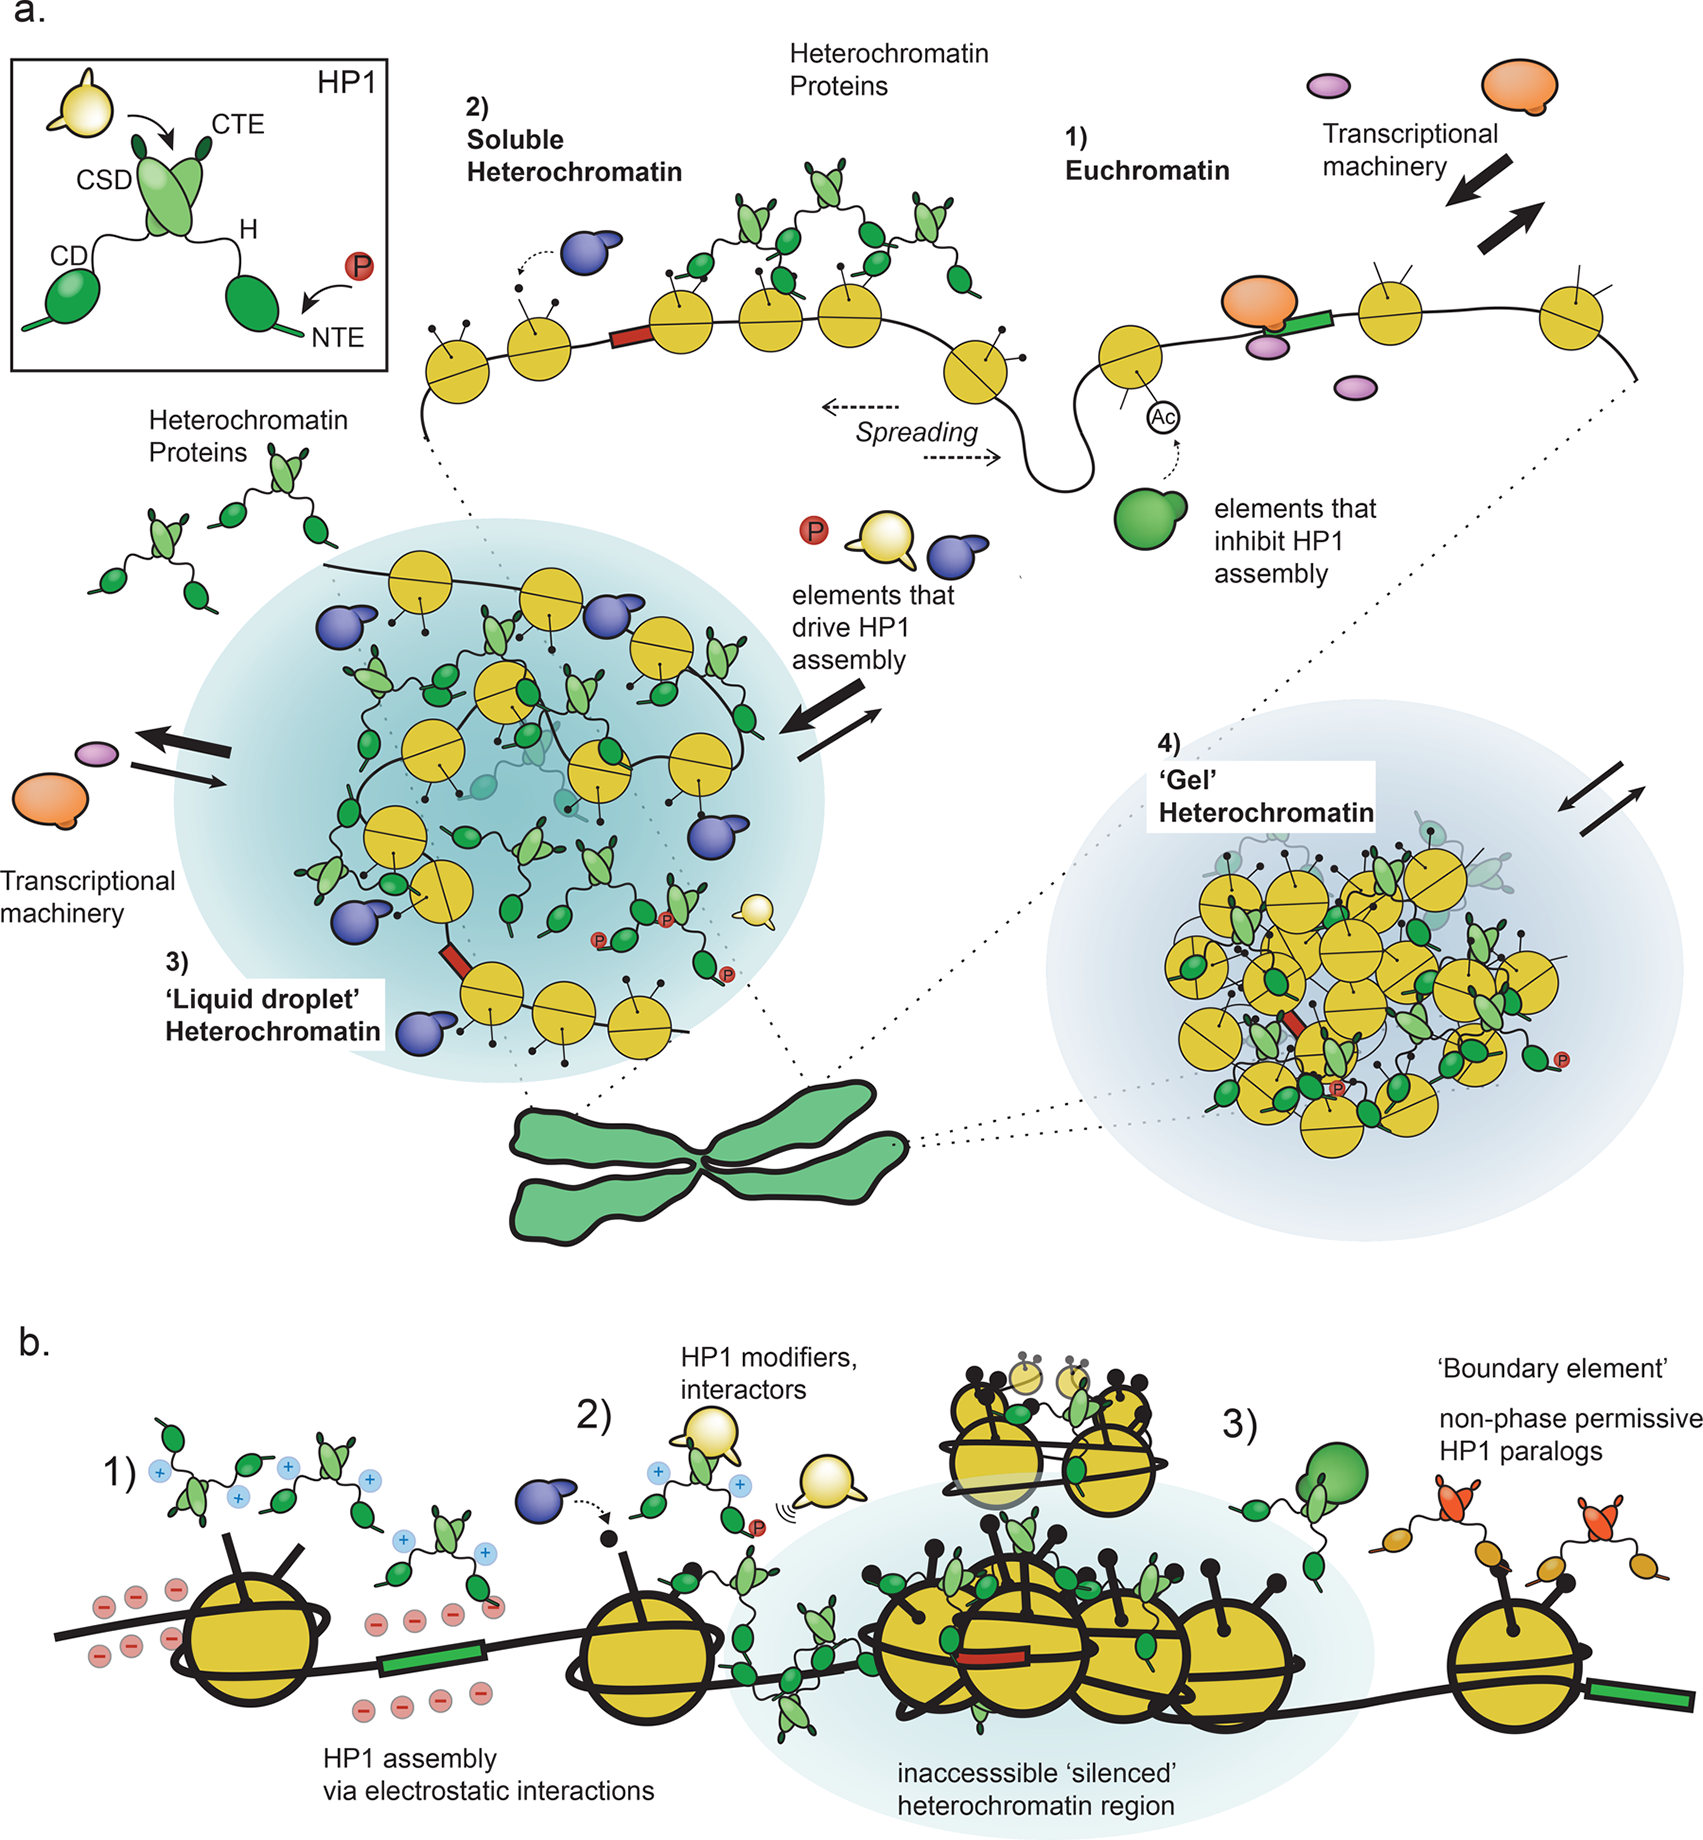 a.
HP1
CTE
CSD
H
CD
P
NTE
2)
Soluble
Heterochromatin
Heterochromatin
Proteins
1)
Euchromatin
Transcriptional
machinery
Spreading
Ac
elements that
inhibit HP1
assembly
Heterochromatin
Proteins
P
elements that
drive HP1
assembly
Transcriptional
machinery
P
P
P
3)
‘Liquid droplet’
Heterochromatin
4)
‘Gel’
Heterochromatin
P
P
b.
1)
+
+
+
+
+
+
−
−
−
−
−
−
−
−
−
−
−
−
−
−
HP1 assembly
via electrostatic interactions
2)
HP1 modifiers,
interactors
+
+
P
inaccesssible ‘silenced’
heterochromatin region
3)
‘Boundary element’
non-phase permissive
HP1 paralogs